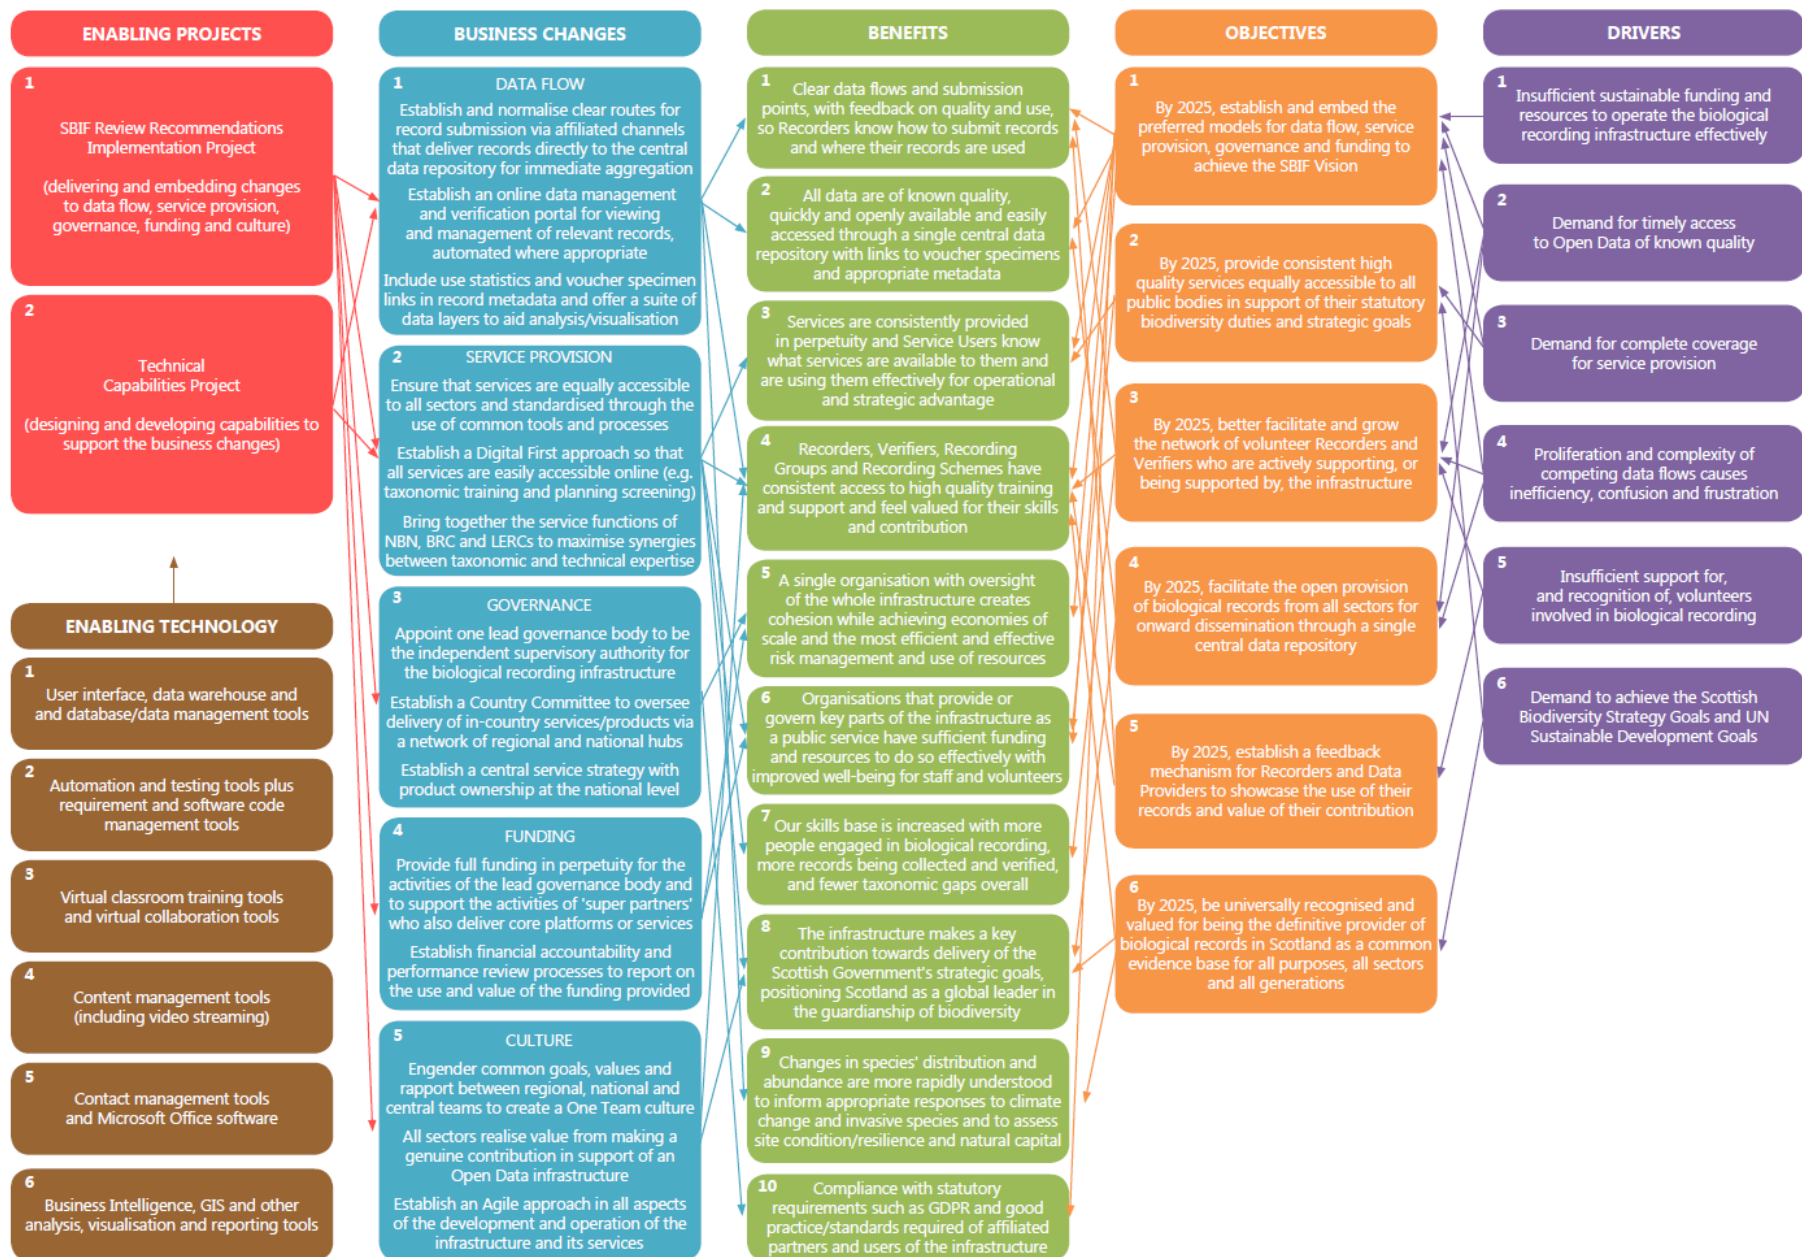 ENABLING PROJECTS
1
SBIF Review Recommendations
Implementation Project
(delivering and embedding changes
to data flow, service provision,
governance, funding and culture)
2
Technical
Capabilities Project
(designing and developing capabilities to
support the business changes)
ENABLING TECHNOLOGY
1
User interface, data warehouse and
and database/data management tools
2
Automation and testing tools plus
requirement and software code
management tools
3
Virtual classroom training tools
and virtual collaboration tools
4
Content management tools
(including video streaming)
5
Contact management tools
and Microsoft Office software
6
Business Intelligence, GIS and other
analysis, visualisation and reporting tools
BUSINESS CHANGES
1
DATA FLOW
Establish and normalise clear routes for
record submission via affiliated channels
that deliver records directly to the central
data repository for immediate aggregation
Establish an online data management
and verification portal for viewing
and management of relevant records,
automated where appropriate
Include use statistics and voucher specimen
links in record metadata and offer a suite of
data layers to aid analysis/visualisation
2
SERVICE PROVISION
Ensure that services are equally accessible
to all sectors and standardised through the
use of common tools and processes
Establish a Digital First approach so that
all services are easily accessible online (e.g.
taxonomic training and planning screening)
Bring together the service functions of
NBN, BRC and LERCs to maximise synergies
between taxonomic and technical expertise
3
GOVERNANCE
Appoint one lead governance body to be
the independent supervisory authority for
the biological recording infrastructure
Establish a Country Committee to oversee
delivery of in-country services/products via
a network of regional and national hubs
Establish a central service strategy with
product ownership at the national level
4
FUNDING
Provide full funding in perpetuity for the
activities of the lead governance body and
to support the activities of 'super partners'
who also deliver core platforms or services
Establish financial accountability and
performance review processes to report on
the use and value of the funding provided
5
CULTURE
Engender common goals, values and
rapport between regional, national and
central teams to create a One Team culture
All sectors realise value from making a
genuine contribution in support of an
Open Data infrastructure
Establish an Agile approach in all aspects
of the development and operation of the
infrastructure and its services
BENEFITS
1
Clear data flows and submission
points, with feedback on quality and use,
so Recorders know how to submit records
and where their records are used
2
All data are of known quality,
quickly and openly available and easily
accessed through a single central data
repository with links to voucher specimens
and appropriate metadata
3
Services are consistently provided
in perpetuity and Service Users know
what services are available to them and
are using them effectively for operational
and strategic advantage
4
Recorders, Verifiers, Recording
Groups and Recording Schemes have
consistent access to high quality training
and support and feel valued for their skills
and contribution
5
A single organisation with oversight
of the whole infrastructure creates
cohesion while achieving economies of
scale and the most efficient and effective
risk management and use of resources
6
Organisations that provide or
govern key parts of the infrastructure as
a public service have sufficient funding
and resources to do so effectively with
improved well-being for staff and volunteers
7
Our skills base is increased with more
people engaged in biological recording,
more records being collected and verified,
and fewer taxonomic gaps overall
8
The infrastructure makes a key
contribution towards delivery of the
Scottish Government's strategic goals,
positioning Scotland as a global leader in
the guardianship of biodiversity
9
Changes in species' distribution and
abundance are more rapidly understood
to inform appropriate responses to climate
change and invasive species and to assess
site condition/resilience and natural capital
10
Compliance with statutory
requirements such as GDPR and good
practice/standards required of affiliated
partners and users of the infrastructure
OBJECTIVES
1
By 2025, establish and embed the
preferred models for data flow, service
provision, governance and funding to
achieve the SBIF Vision
2
By 2025, provide consistent high
quality services equally accessible to all
public bodies in support of their statutory
biodiversity duties and strategic goals
3
By 2025, better facilitate and grow
the network of volunteer Recorders and
Verifiers who are actively supporting, or
being supported by, the infrastructure
4
By 2025, facilitate the open provision
of biological records from all sectors for
onward dissemination through a single
central data repository
5
By 2025, establish a feedback
mechanism for Recorders and Data
Providers to showcase the use of their
records and value of their contribution
6
By 2025, be universally recognised and
valued for being the definitive provider of
biological records in Scotland as a common
evidence base for all purposes, all sectors
and all generations
DRIVERS
1
Insufficient sustainable funding and
resources to operate the biological
recording infrastructure effectively
2
Demand for timely access
to Open Data of known quality
3
Demand for complete coverage
for service provision
4
Proliferation and complexity of
competing data flows causes
inefficiency, confusion and frustration
5
Insufficient support for,
and recognition of, volunteers
involved in biological recording
6
Demand to achieve the Scottish
Biodiversity Strategy Goals and UN
Sustainable Development Goals